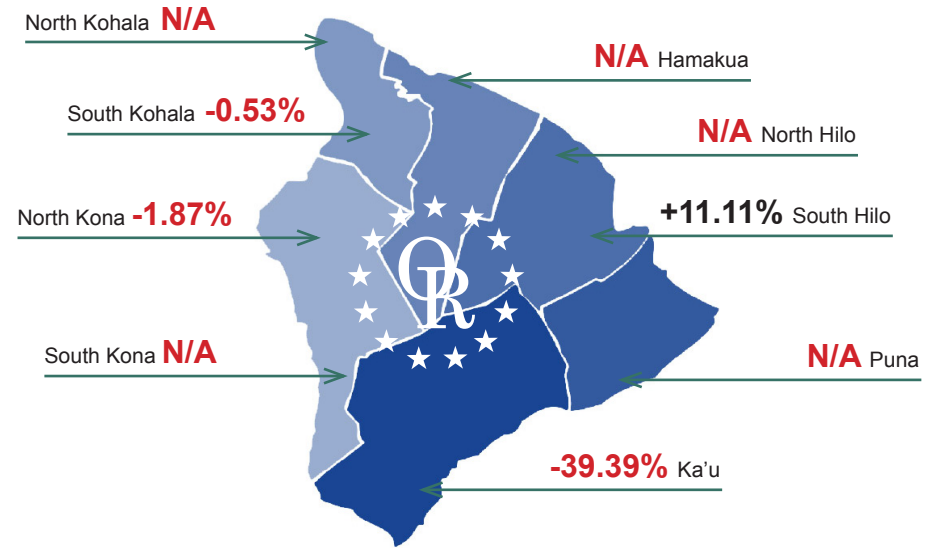 North Kohala N/A
N/A Hamakua
South Kohala -0.53%
N/A North Hilo
North Kona -1.87%
+11.11% South Hilo
OR
South Kona N/A
N/A Puna
-39.39% Ka’u